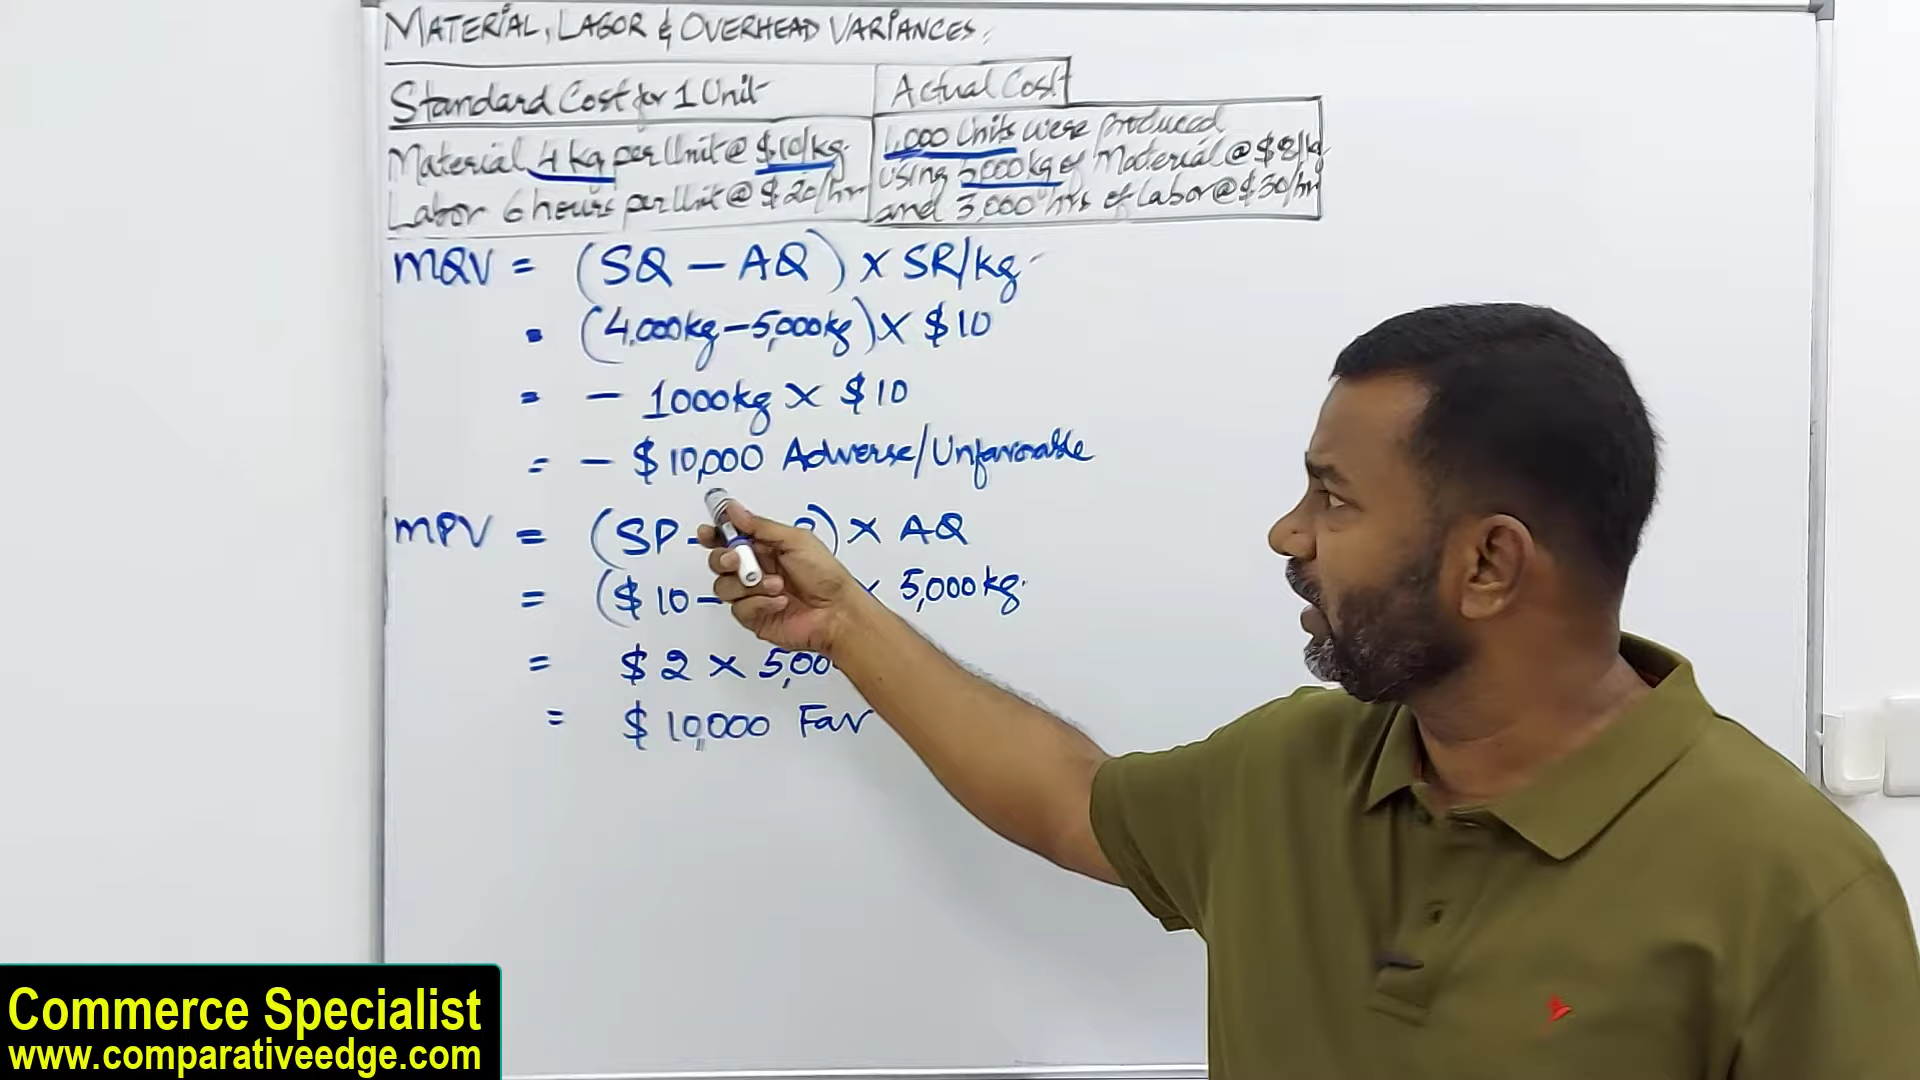 MATERIAL, LABOR & OVERHEAD VARIANCES
Standard Cost for 1 Unit
Actual Cost
Material 4 kg per Unit @ $10/kg.
Labor 6 hours per Unit @ $20/hr
1,000 Units were produced
using 5,000 kg of Material @ $8/kg
and 3,000 hrs of Labor @ $30/hr
MQV = (SQ – AQ) × SR/kg
= (4,000kg – 5,000kg) × $10
= – 1000kg × $10
= – $10,000 Adverse/Unfavorable
MPV = (SP - ) × AQ
= ($10 – × 5,000kg.
= $2 × 5,00
= $10,000 Fav
Commerce Specialist
www.comparativeedge.com